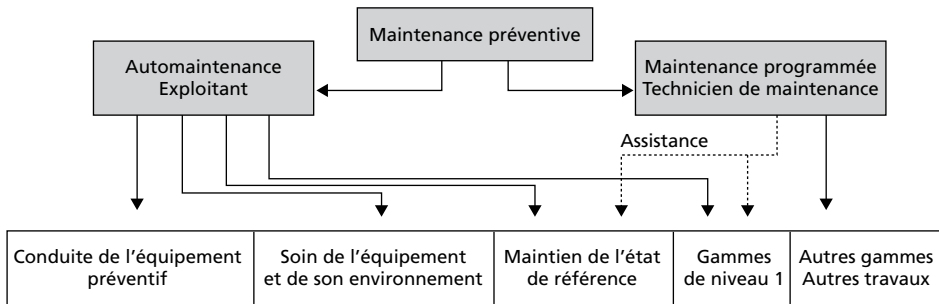 Maintenance préventive
Automaintenance
Exploitant
Maintenance programmée
Technicien de maintenance
Assistance
Conduite de l'équipement
préventif
Soin de l'équipement
et de son environnement
Maintien de l'état
de référence
Gammes
de niveau 1
Autres gammes
Autres travaux